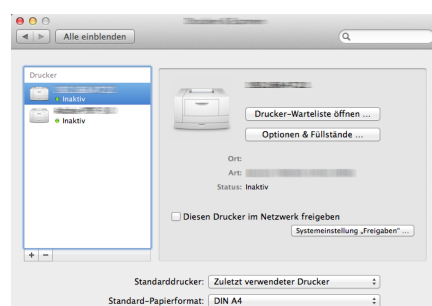 Alle einblenden
Drucker
Inaktiv
Inaktiv
Drucker-Warteliste öffnen ...
Optionen & Füllstände ...
Ort:
Art:
Status: Inaktiv
Diesen Drucker im Netzwerk freigeben
Systemeinstellung „Freigaben“ ...
+ −
Standarddrucker: Zuletzt verwendeter Drucker
Standard-Papierformat: DIN A4